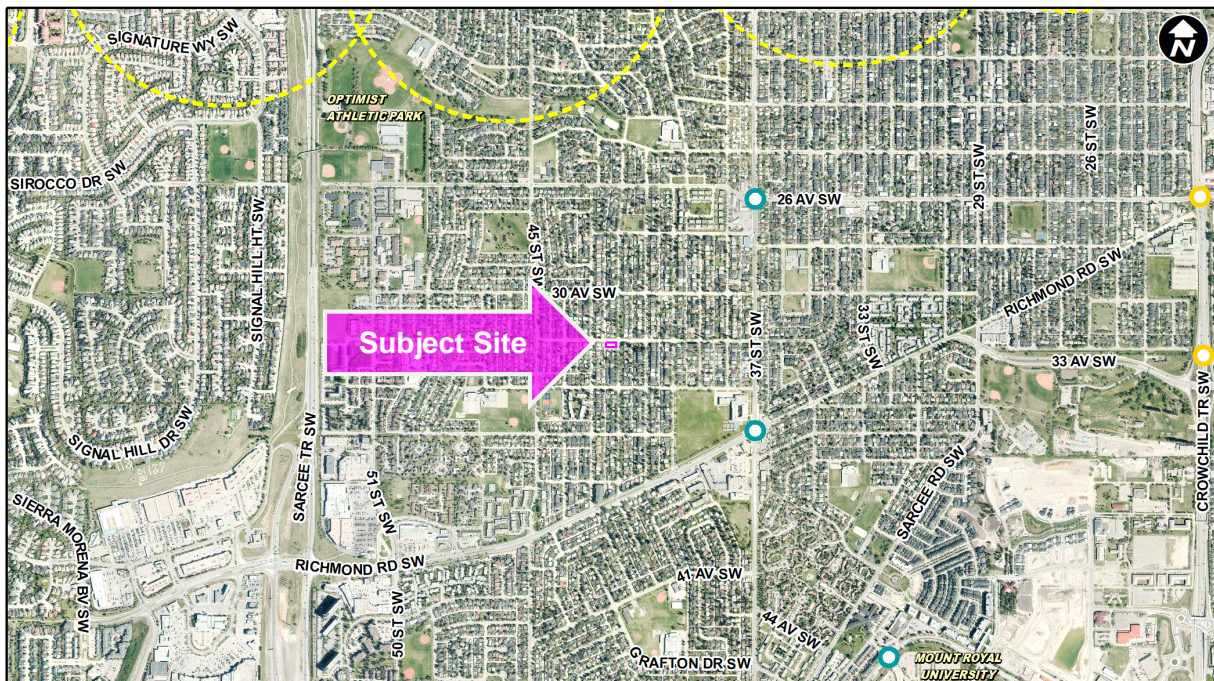 SIGNATURE WY SW
N
OPTIMIST
ATHLETIC PARK
26 ST SW
29 ST SW
SIROCCO DR SW
26 AV SW
SIGNAL HILL HT. SW
45 ST SW
30 AV SW
RICHMOND RD SW
Subject Site
37 ST SW
33 ST SW
33 AV SW
SIGNAL HILL DR SW
SARCEE TR SW
CROWCHILD TR. SW
51 ST SW
SARCEE RD SW
SIERRA MORENA BV SW
RICHMOND RD SW
41 AV SW
50 ST SW
44 AV SW
GRAFTON DR SW
MOUNT ROYAL
UNIVERSITY